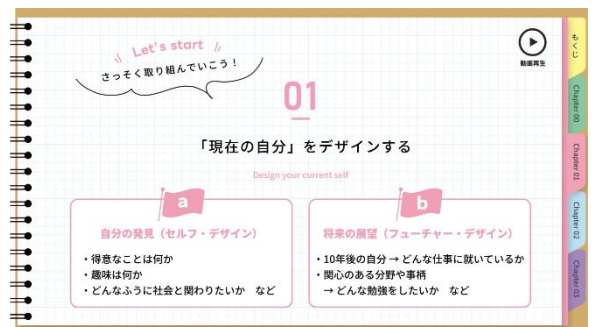 Let's start
さっそく取り組んでいこう！
動画再生
01
「現在の自分」をデザインする
Design your current self
a
自分の発見（セルフ・デザイン）
・得意なことは何か
・趣味は何か
・どんなふうに社会と関わりたいか　など
b
将来の展望（フューチャー・デザイン）
・10年後の自分 → どんな仕事に就いているか
・関心のある分野や事柄
→ どんな勉強をしたいか　など
もくじ
Chapter 00
Chapter 01
Chapter 02
Chapter 03